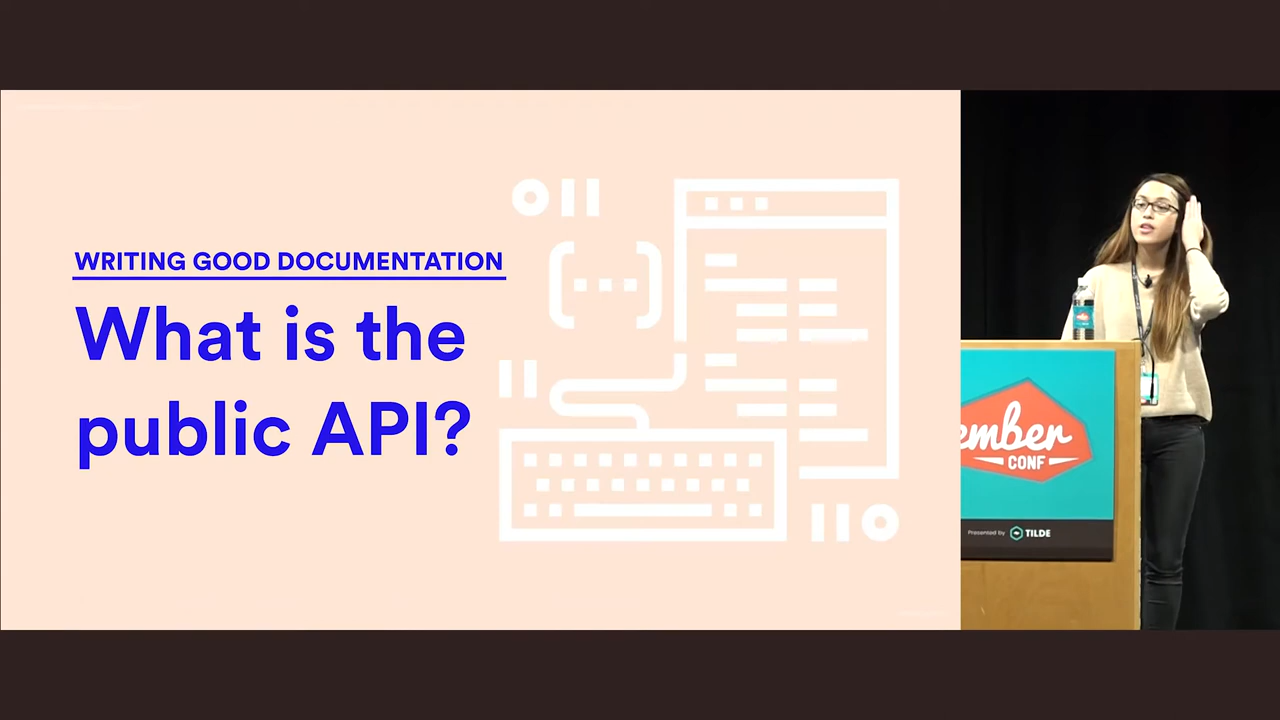 WRITING GOOD DOCUMENTATION
What is the
public API?
ember
CONF
Presented by TILDE